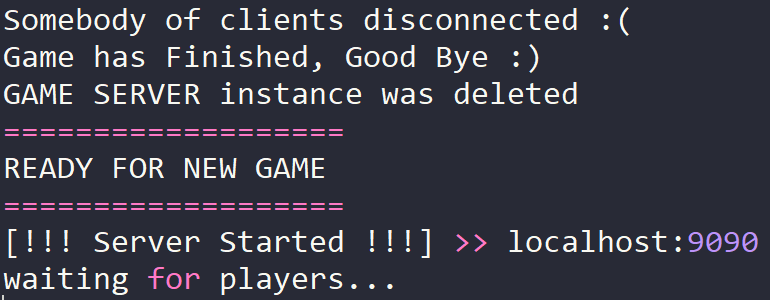 Somebody of clients disconnected :(
Game has Finished, Good Bye :)
GAME SERVER instance was deleted
===================
READY FOR NEW GAME
===================
[!!! Server Started !!!] >> localhost:9090
waiting for players...